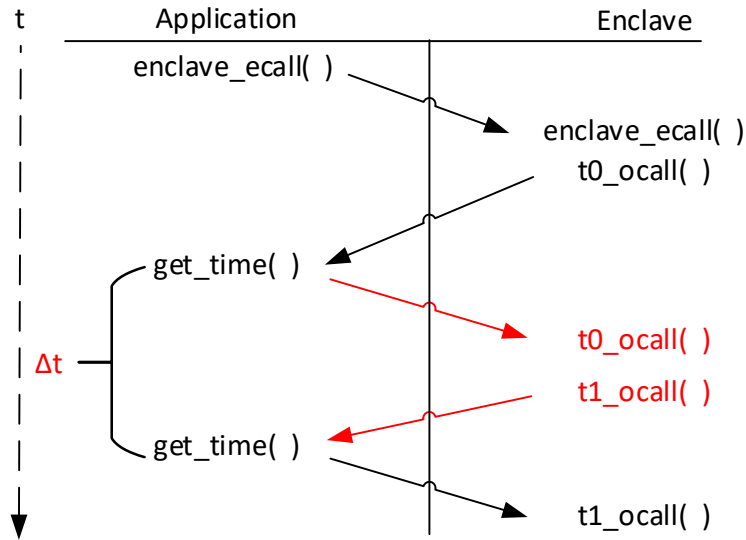 t Application Enclave
enclave_ecall( )
enclave_ecall( )
t0_ocall( )
get_time( )
t0_ocall( )
Δt
t1_ocall( )
get_time( )
t1_ocall( )